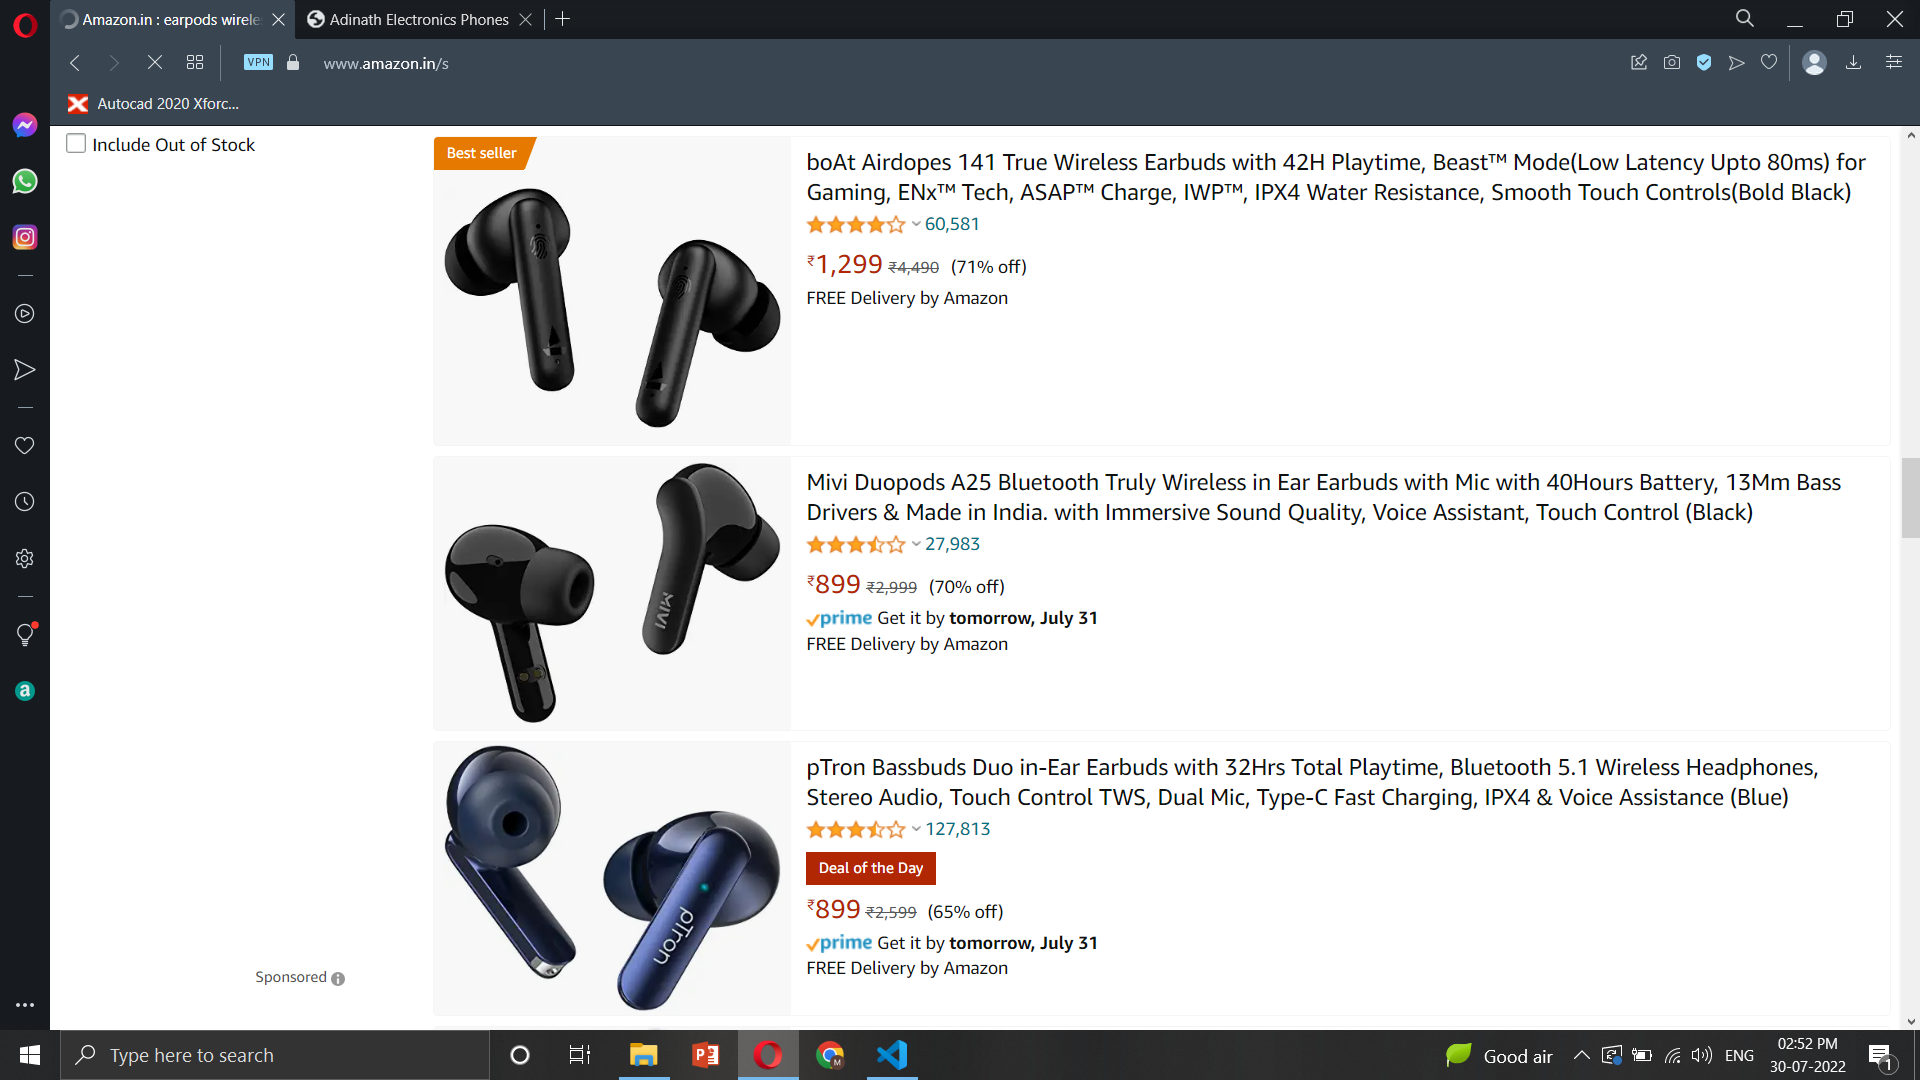 Amazon.in : earpods wirele
Adinath Electronics Phones
VPN
www.amazon.in/s
Autocad 2020 Xforc...
Include Out of Stock
Best seller
boAt Airdopes 141 True Wireless Earbuds with 42H Playtime, Beast™ Mode(Low Latency Upto 80ms) for
Gaming, ENx™ Tech, ASAP™ Charge, IWP™, IPX4 Water Resistance, Smooth Touch Controls(Bold Black)
60,581
₹1,299 ₹4,490 (71% off)
FREE Delivery by Amazon
MIVI
Mivi Duopods A25 Bluetooth Truly Wireless in Ear Earbuds with Mic with 40Hours Battery, 13Mm Bass
Drivers & Made in India. with Immersive Sound Quality, Voice Assistant, Touch Control (Black)
27,983
₹899 ₹2,999 (70% off)
prime Get it by tomorrow, July 31
FREE Delivery by Amazon
pTron
pTron Bassbuds Duo in-Ear Earbuds with 32Hrs Total Playtime, Bluetooth 5.1 Wireless Headphones,
Stereo Audio, Touch Control TWS, Dual Mic, Type-C Fast Charging, IPX4 & Voice Assistance (Blue)
127,813
Deal of the Day
₹899 ₹2,599 (65% off)
prime Get it by tomorrow, July 31
FREE Delivery by Amazon
Sponsored
Type here to search
Good air
ENG
02:52 PM
30-07-2022
1